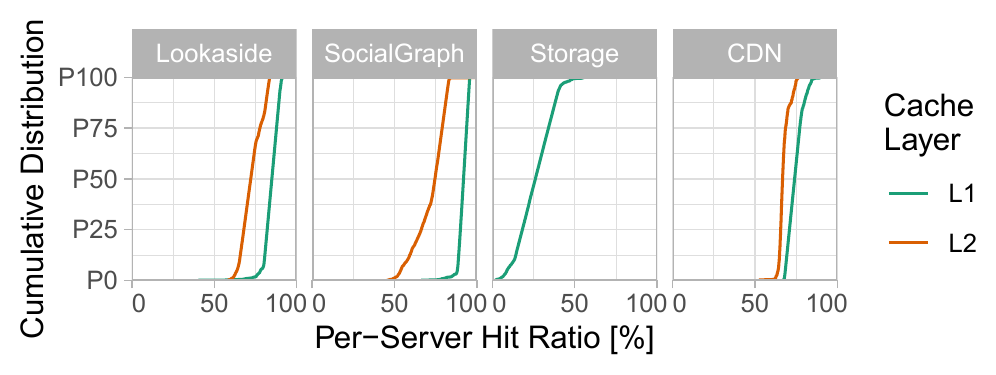 Lookaside SocialGraph Storage CDN
Cumulative Distribution
P100
P75
P50
P25
P0
0 50 100 0 50 100 0 50 100 0 50 100
Per−Server Hit Ratio [%]
Cache
Layer
L1
L2